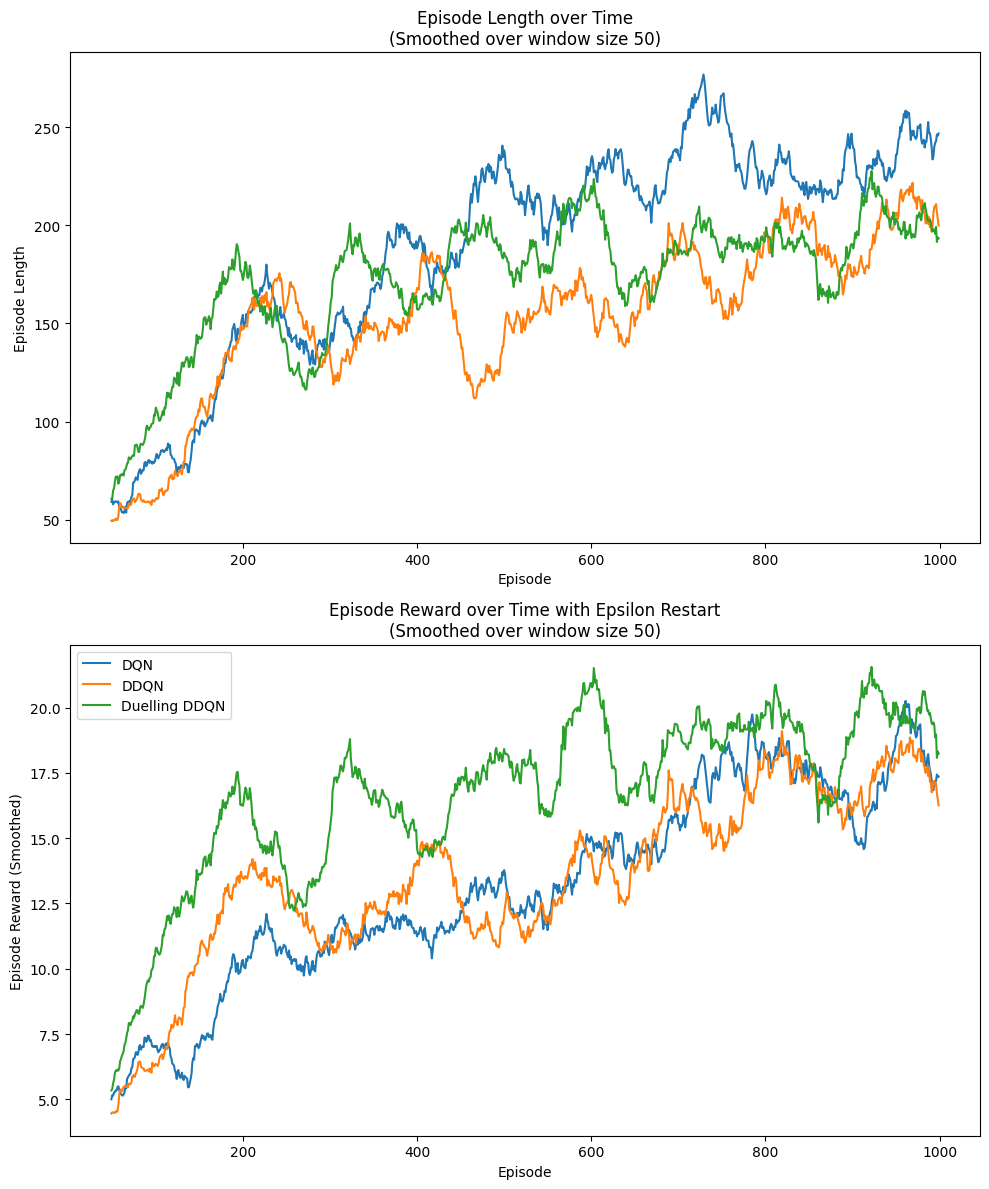 Episode Length over Time
(Smoothed over window size 50)
Episode Length
250
200
150
100
50
200
400
600
800
1000
Episode
Episode Reward over Time with Epsilon Restart
(Smoothed over window size 50)
Episode Reward (Smoothed)
DQN
DDQN
Duelling DDQN
20.0
17.5
15.0
12.5
10.0
7.5
5.0
200
400
600
800
1000
Episode